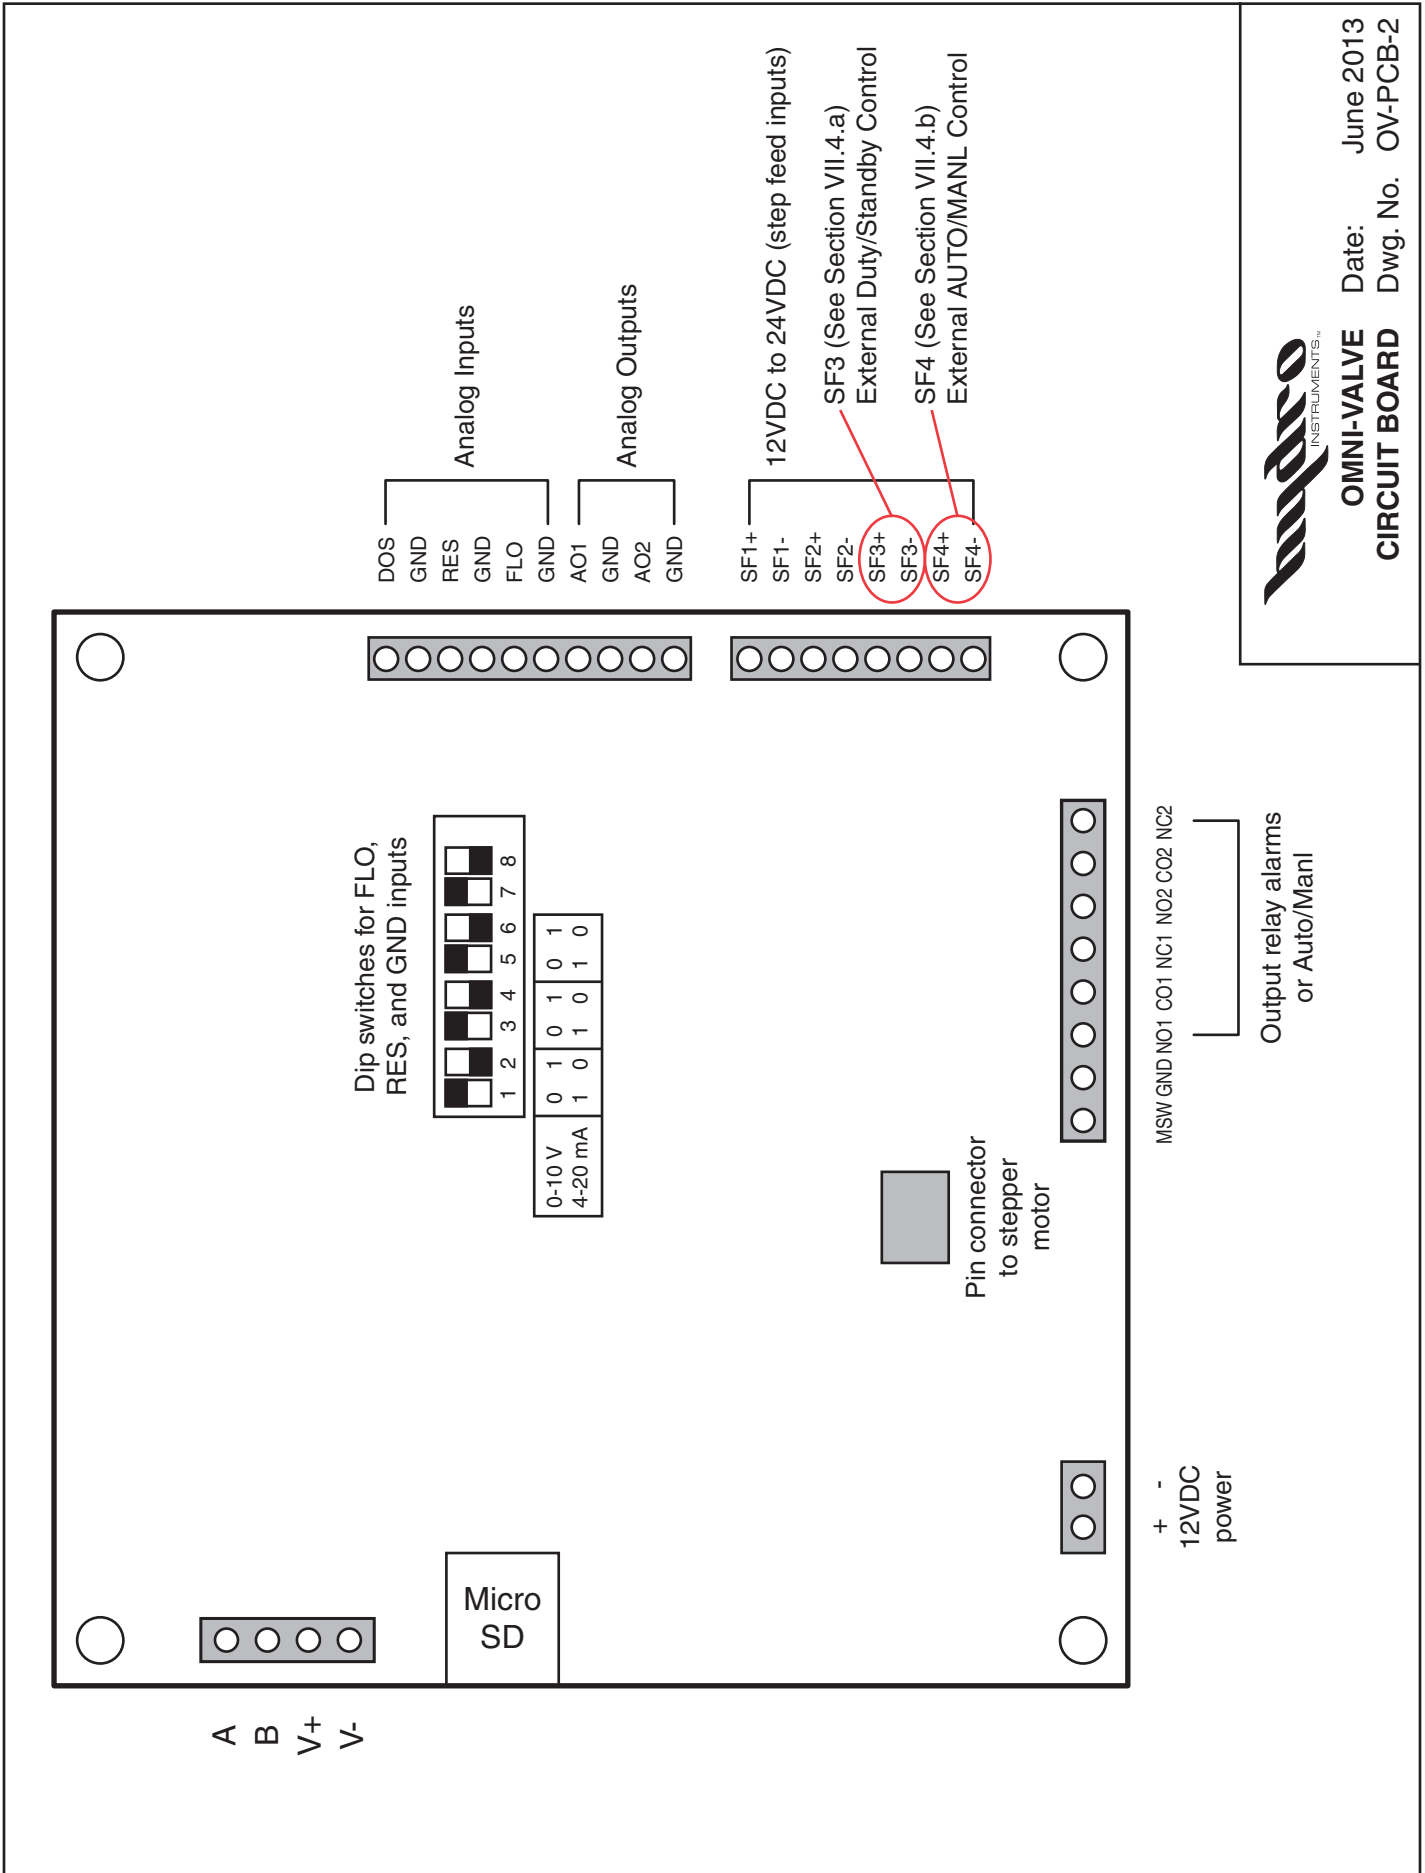 A
B
V+
V-
Micro
SD
Dip switches for FLO,
RES, and GND inputs
1 2 3 4 5 6 7 8
0-10 V 0 1 0 1 0 1
4-20 mA 1 0 1 0 1 0
Pin connector
to stepper
motor
DOS
GND
RES
GND
FLO
GND
Analog Inputs
AO1
GND
AO2
GND
Analog Outputs
SF1+
SF1-
SF2+
SF2-
SF3+
SF3-
SF4+
SF4-
12VDC to 24VDC (step feed inputs)
SF3 (See Section VII.4.a)
External Duty/Standby Control
SF4 (See Section VII.4.b)
External AUTO/MANL Control
+ -
12VDC
power
MSW GND NO1 CO1 NC1 NO2 CO2 NC2
Output relay alarms
or Auto/Manl
hydro
INSTRUMENTS™
OMNI-VALVE
CIRCUIT BOARD
Date: June 2013
Dwg. No. OV-PCB-2